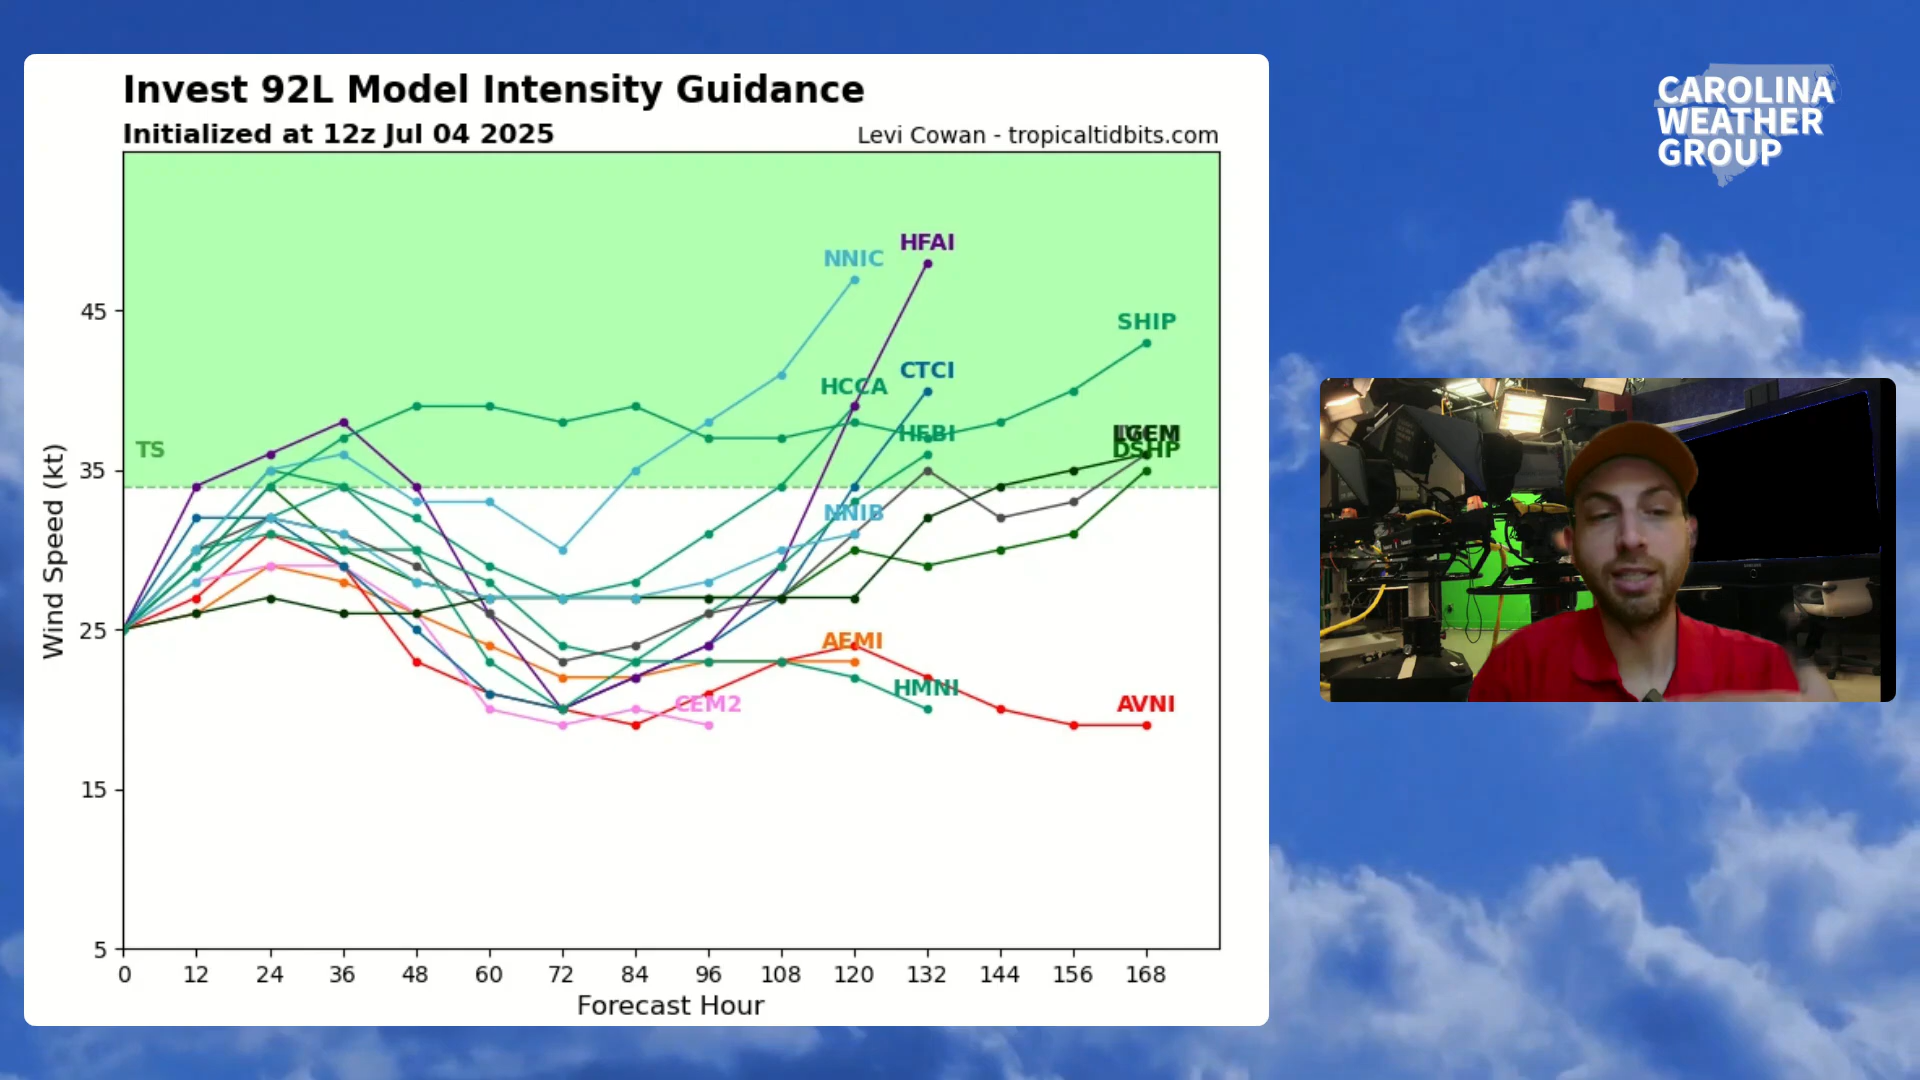 Invest 92L Model Intensity Guidance
Initialized at 12z Jul 04 2025
Levi Cowan - tropicaltidbits.com
CAROLINA
WEATHER
GROUP
HFAI
NNIC
45
SHIP
CTCI
HCCA
HFBI
LGEM
TS
DSHP
35
NNIB
Wind Speed (kt)
25
AEMI
HMNI
CEM2
AVNI
15
5
0 12 24 36 48 60 72 84 96 108 120 132 144 156 168
Forecast Hour